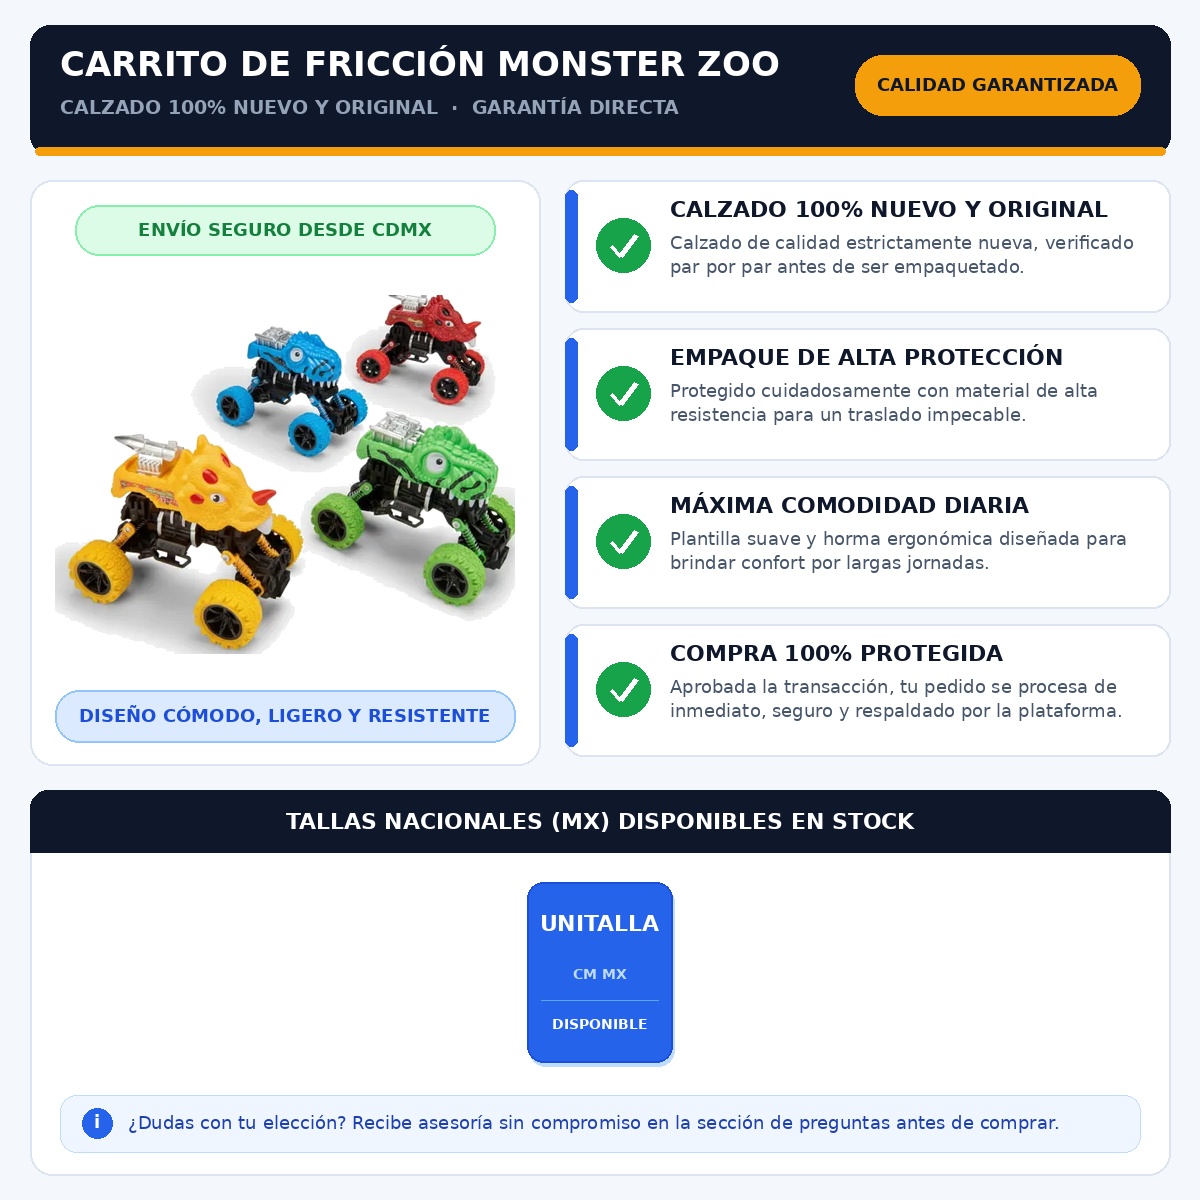 CARRITO DE FRICCIÓN MONSTER ZOO
CALZADO 100% NUEVO Y ORIGINAL · GARANTÍA DIRECTA
CALIDAD GARANTIZADA
ENVÍO SEGURO DESDE CDMX
DISEÑO CÓMODO, LIGERO Y RESISTENTE
CALZADO 100% NUEVO Y ORIGINAL
Calzado de calidad estrictamente nueva, verificado
par por par antes de ser empaquetado.
EMPAQUE DE ALTA PROTECCIÓN
Protegido cuidadosamente con material de alta
resistencia para un traslado impecable.
MÁXIMA COMODIDAD DIARIA
Plantilla suave y horma ergonómica diseñada para
brindar confort por largas jornadas.
COMPRA 100% PROTEGIDA
Aprobada la transacción, tu pedido se procesa de
inmediato, seguro y respaldado por la plataforma.
TALLAS NACIONALES (MX) DISPONIBLES EN STOCK
UNITALLA
CM MX
DISPONIBLE
i ¿Dudas con tu elección? Recibe asesoría sin compromiso en la sección de preguntas antes de comprar.